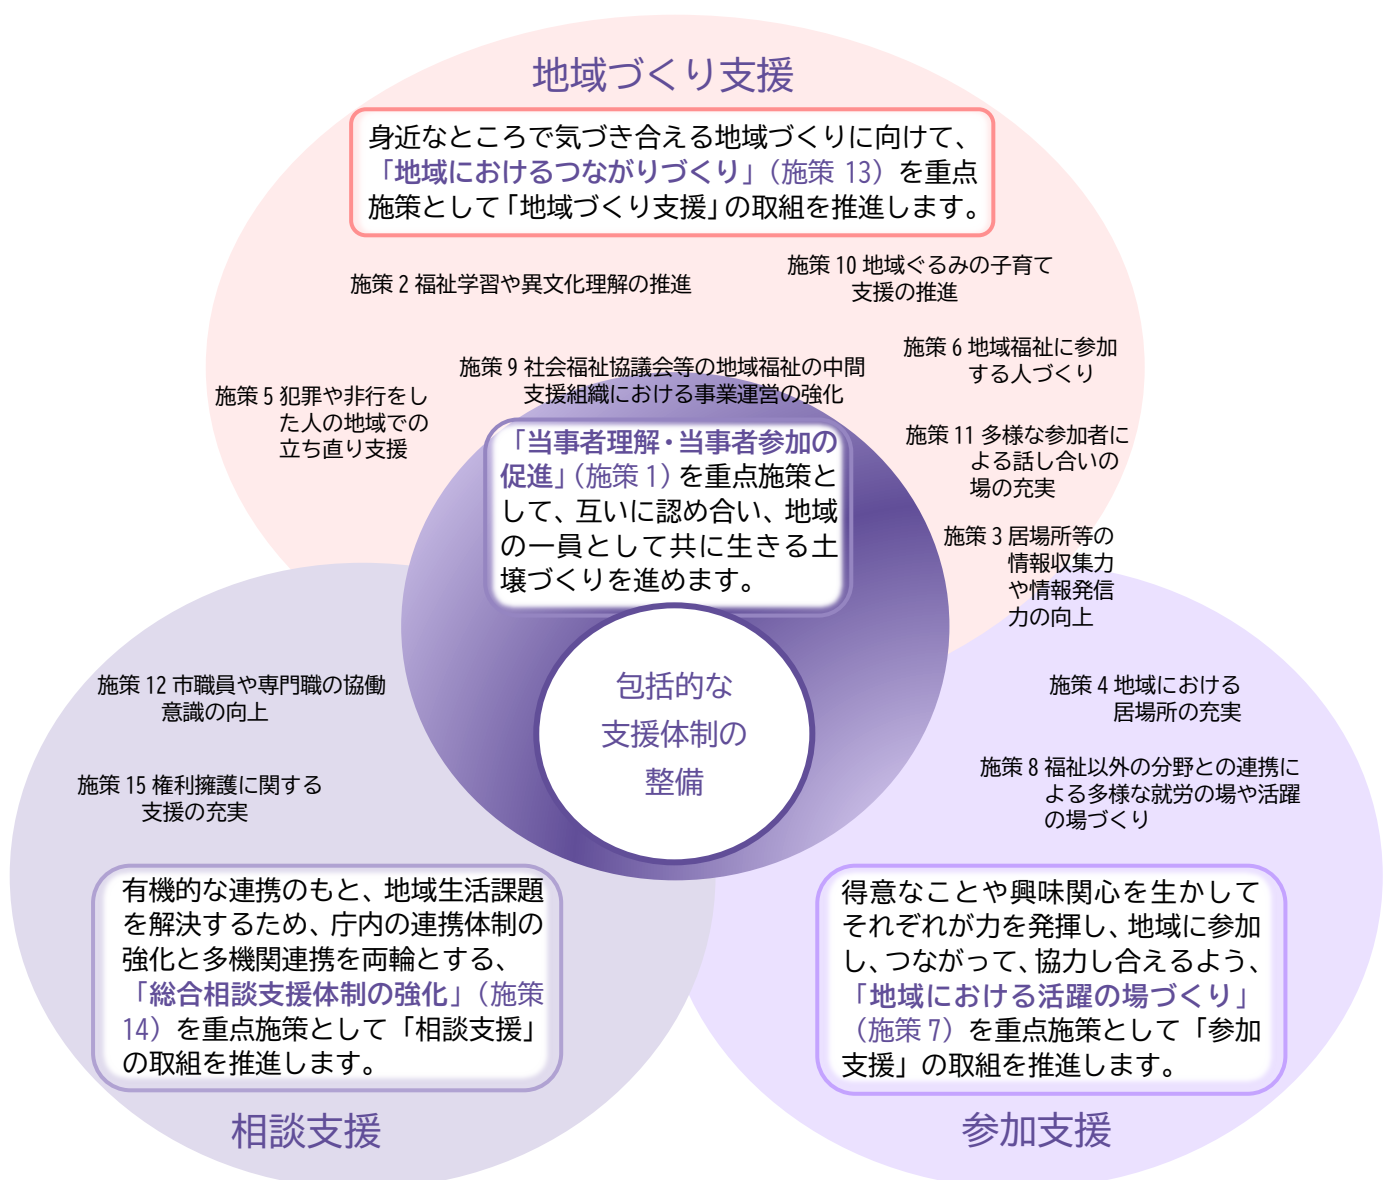 地域づくり支援
身近なところで気づき合える地域づくりに向けて、
「地域におけるつながりづくり」（施策 13）を重点
施策として「地域づくり支援」の取組を推進します。
施策 2 福祉学習や異文化理解の推進
施策 10 地域ぐるみの子育て
支援の推進
施策 9 社会福祉協議会等の地域福祉の中間
支援組織における事業運営の強化
施策 6 地域福祉に参加
する人づくり
施策 5 犯罪や非行をし
た人の地域での
立ち直り支援
施策 11 多様な参加者に
よる話し合いの
場の充実
「当事者理解・当事者参加の
促進」（施策 1）を重点施策と
して、互いに認め合い、地域
の一員として共に生きる土
壌づくりを進めます。
施策 3 居場所等の
情報収集力
や情報発信
力の向上
包括的な
支援体制の
整備
施策 12 市職員や専門職の協働
意識の向上
施策 15 権利擁護に関する
支援の充実
施策 4 地域における
居場所の充実
施策 8 福祉以外の分野との連携に
よる多様な就労の場や活躍
の場づくり
有機的な連携のもと、地域生活課題
を解決するため、庁内の連携体制の
強化と多機関連携を両輪とする、
「総合相談支援体制の強化」（施策
14）を重点施策として「相談支援」
の取組を推進します。
相談支援
得意なことや興味関心を生かして
それぞれが力を発揮し、地域に参加
し、つながって、協力し合えるよう、
「地域における活躍の場づくり」
（施策 7）を重点施策として「参加
支援」の取組を推進します。
参加支援